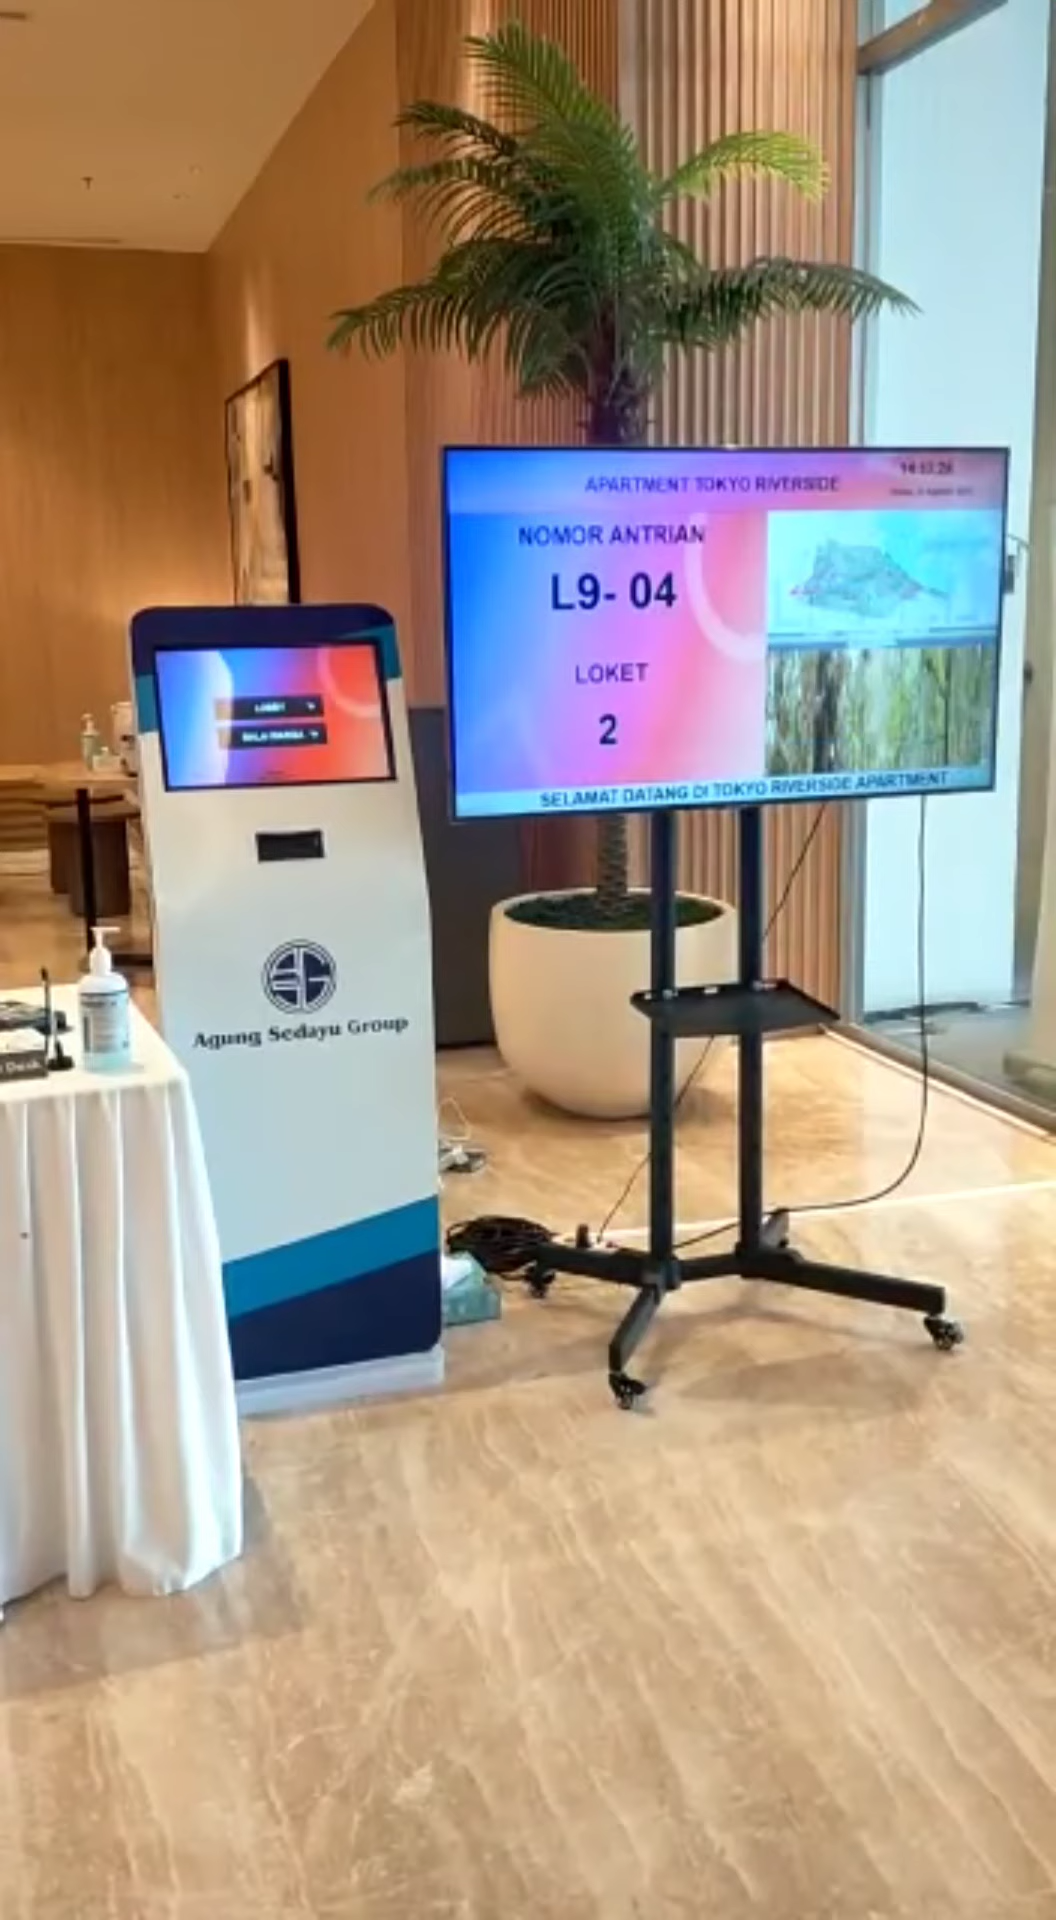 APARTMENT TOKYO RIVERSIDE
NOMOR ANTRIAN
L9- 04
LOKET
2
SELAMAT DATANG DI TOKYO RIVERSIDE APARTMENT
LOKET
Agung Sedayu Group
Desk